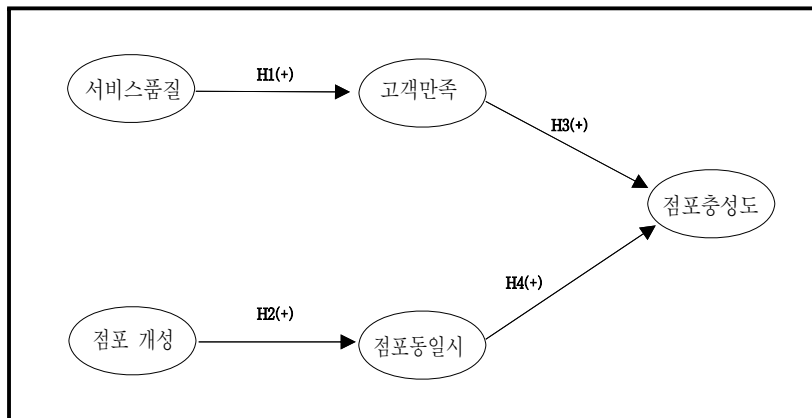 서비스품질
H1(+)
고객만족
H3(+)
점포충성도
H4(+)
점포 개성
H2(+)
점포동일시